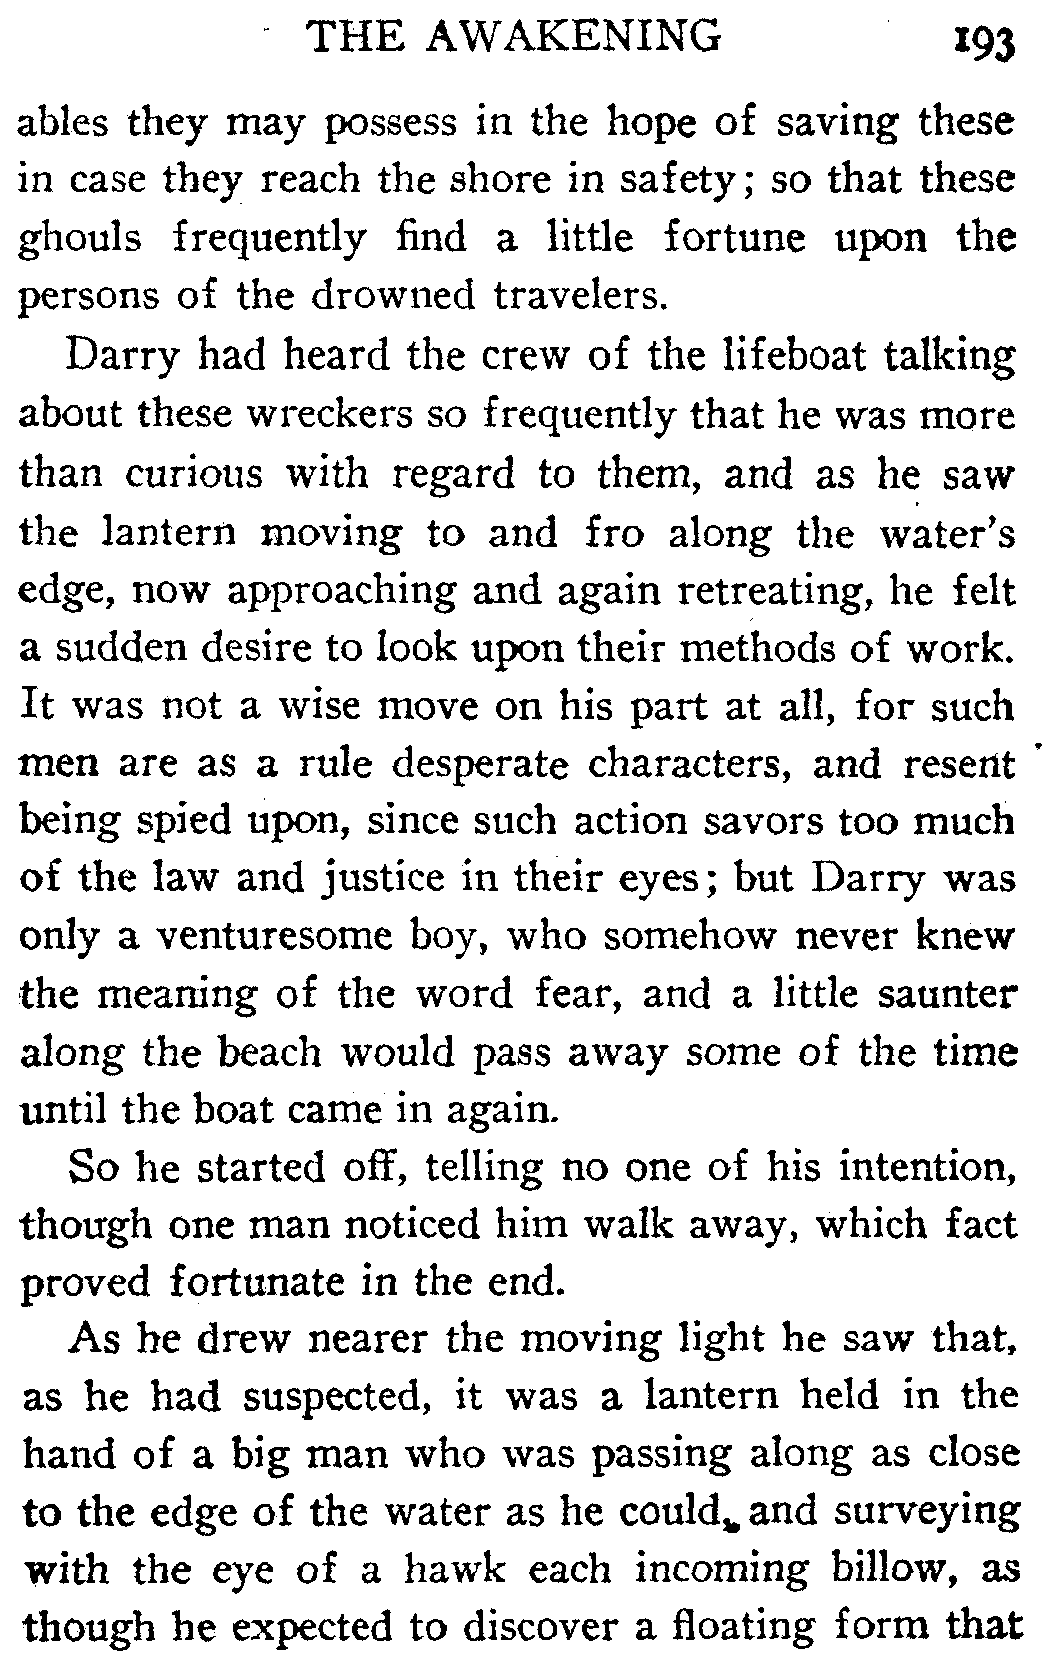 THE AWAKENING 193
ables they may possess in the hope of saving these
in case they reach the shore in safety; so that these
ghouls frequently find a little fortune upon the
persons of the drowned travelers.
Darry had heard the crew of the lifeboat talking
about these wreckers so frequently that he was more
than curious with regard to them, and as he saw
the lantern moving to and fro along the water's
edge, now approaching and again retreating, he felt
a sudden desire to look upon their methods of work.
It was not a wise move on his part at all, for such
men are as a rule desperate characters, and resent
being spied upon, since such action savors too much
of the law and justice in their eyes; but Darry was
only a venturesome boy, who somehow never knew
the meaning of the word fear, and a little saunter
along the beach would pass away some of the time
until the boat came in again.
So he started off, telling no one of his intention,
though one man noticed him walk away, which fact
proved fortunate in the end.
As he drew nearer the moving light he saw that,
as he had suspected, it was a lantern held in the
hand of a big man who was passing along as close
to the edge of the water as he could, and surveying
with the eye of a hawk each incoming billow, as
though he expected to discover a floating form that